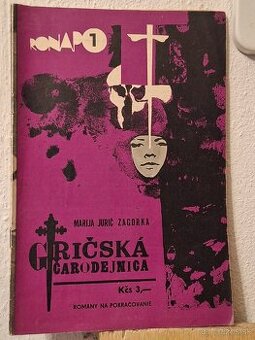 RONAPO 1
MARIJA JURIĆ ZAGORKA
GRIČSKÁ
ČARODEJNICA
Kčs 3,—
ROMÁNY NA POKRAČOVANIE